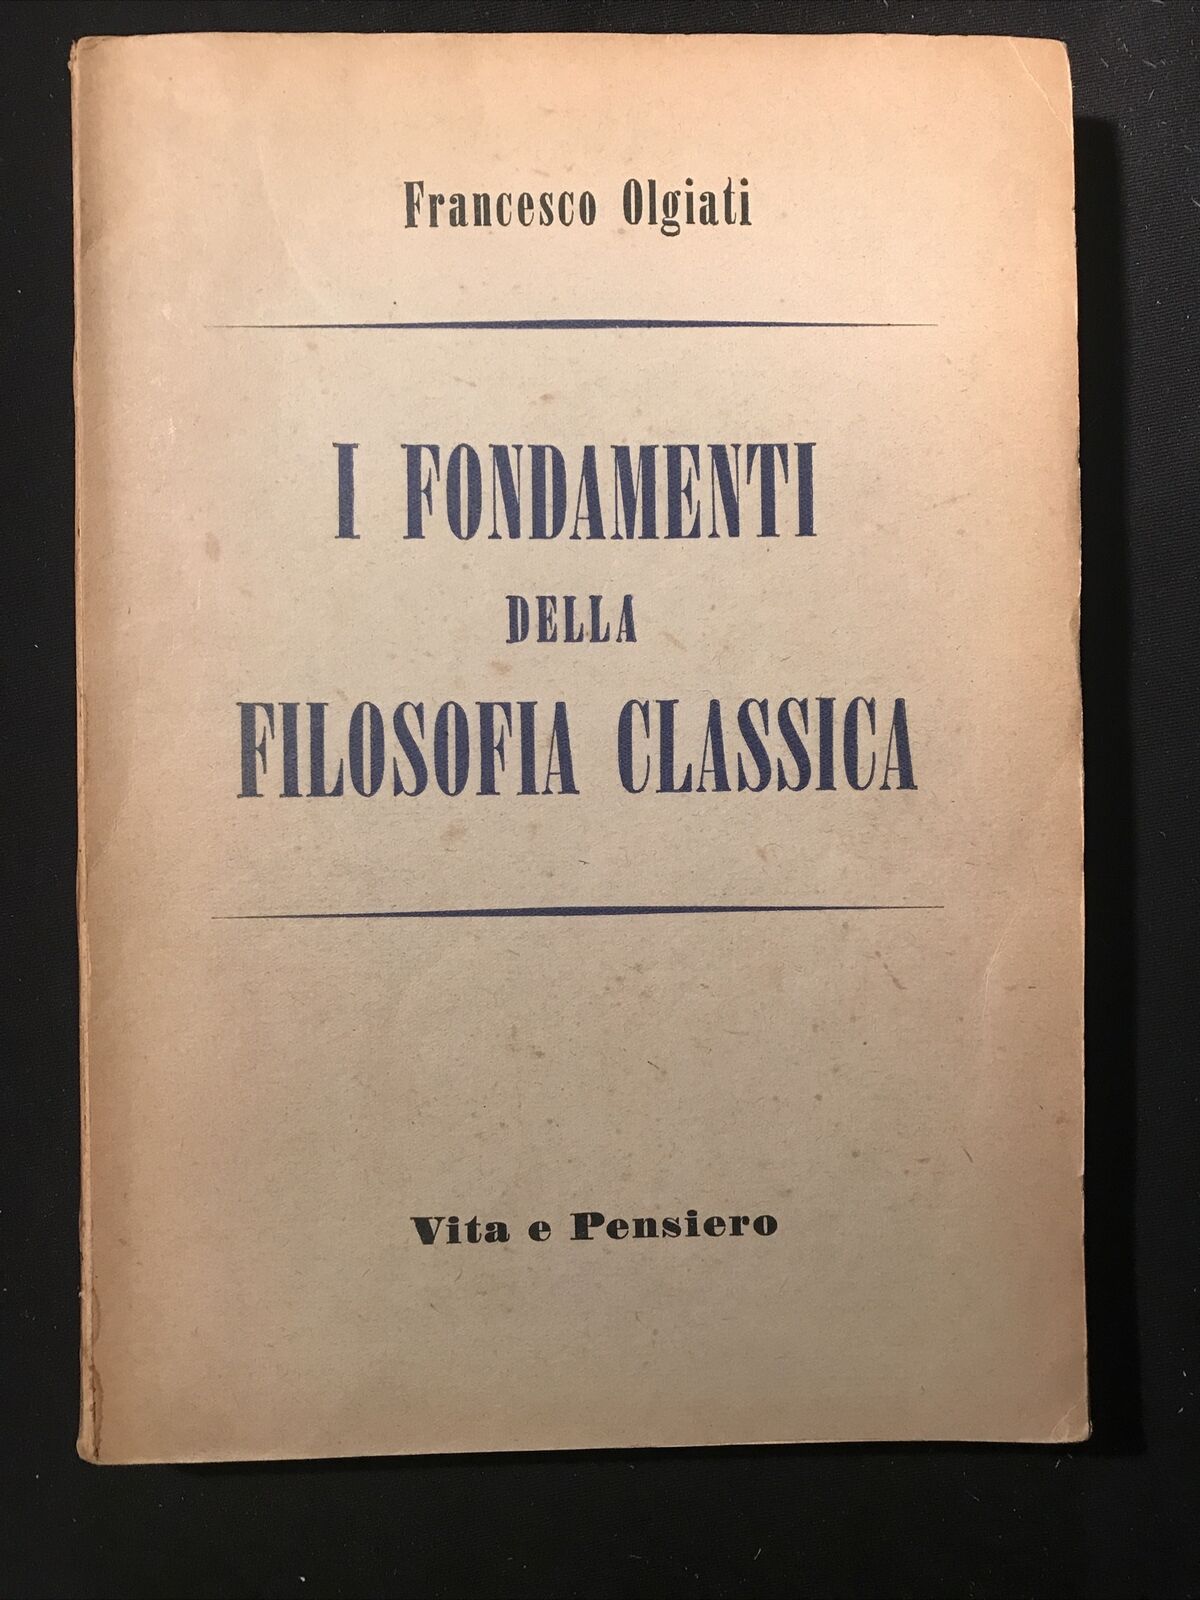 Francesco Olgiati
I FONDAMENTI
DELLA
FILOSOFIA CLASSICA
Vita e Pensiero